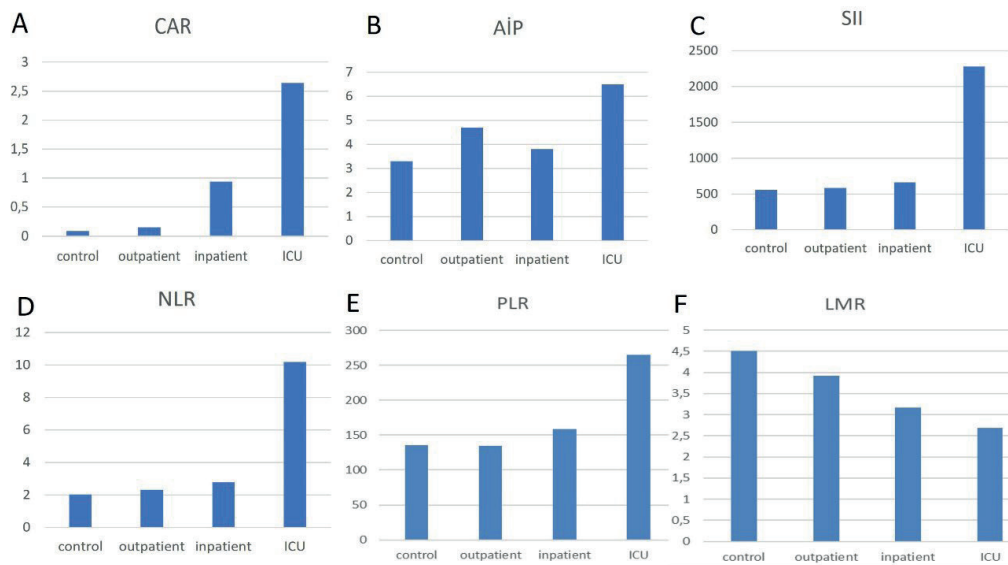 A
CAR
3
2,5
2
1,5
1
0,5
0
control outpatient inpatient ICU
B
AİP
7
6
5
4
3
2
1
0
control outpatient inpatient ICU
C
SII
2500
2000
1500
1000
500
0
control outpatient inpatient ICU
D
NLR
12
10
8
6
4
2
0
control outpatient inpatient ICU
E
PLR
300
250
200
150
100
50
0
control outpatient inpatient ICU
F
LMR
5
4,5
4
3,5
3
2,5
2
1,5
1
0,5
0
control outpatient inpatient ICU